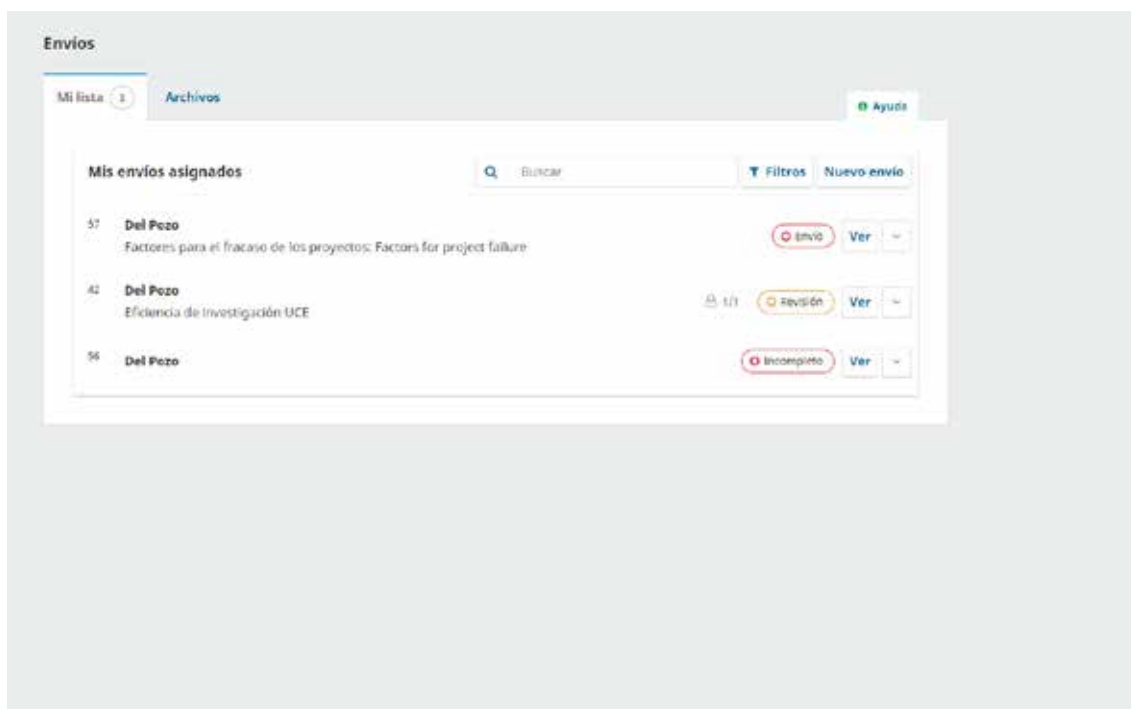 Envíos
Mi lista 3 Archivos
Ayuda
Mis envíos asignados Buscar Filtros Nuevo envío
57 Del Pozo Envío Ver
Factores para el fracaso de los proyectos: Factors for project failure
42 Del Pozo 1/1 Revisión Ver
Eficiencia de Investigación UCE
56 Del Pozo Incompleto Ver